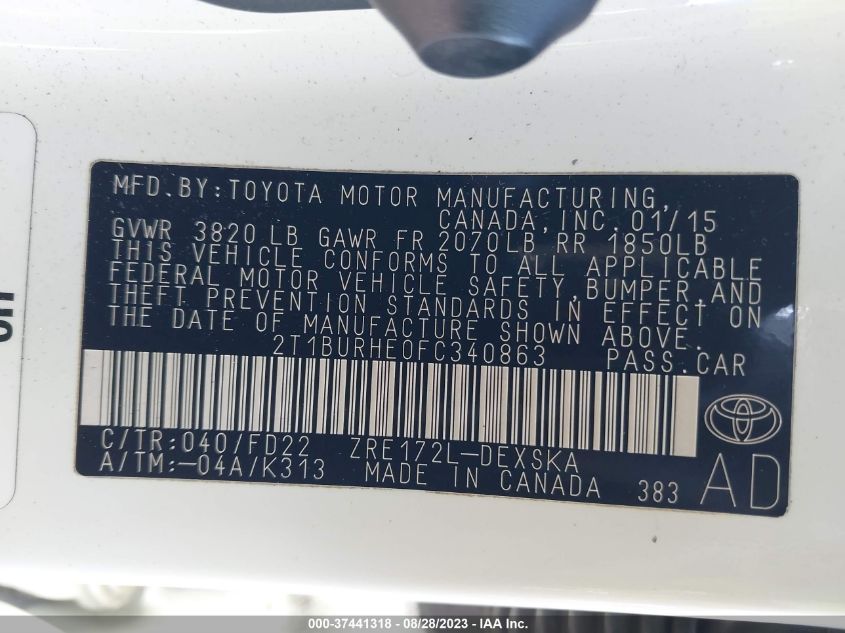 MFD.BY:TOYOTA MOTOR MANUFACTURING,
CANADA,INC.01/15
GVWR 3820LB GAWR FR 2070LB RR 1850LB
THIS VEHICLE CONFORMS TO ALL APPLICABLE
FEDERAL MOTOR VEHICLE SAFETY,BUMPER,AND
THEFT PREVENTION STANDARDS IN EFFECT ON
THE DATE OF MANUFACTURE SHOWN ABOVE.
2T1BURHE0FC340863 PASS.CAR
C/TR:040/FD22 ZRE172L-DEXSKA
A/TM:-04A/K313 MADE IN CANADA 383 AD
000-37441318 - 08/28/2023 - IAA Inc.